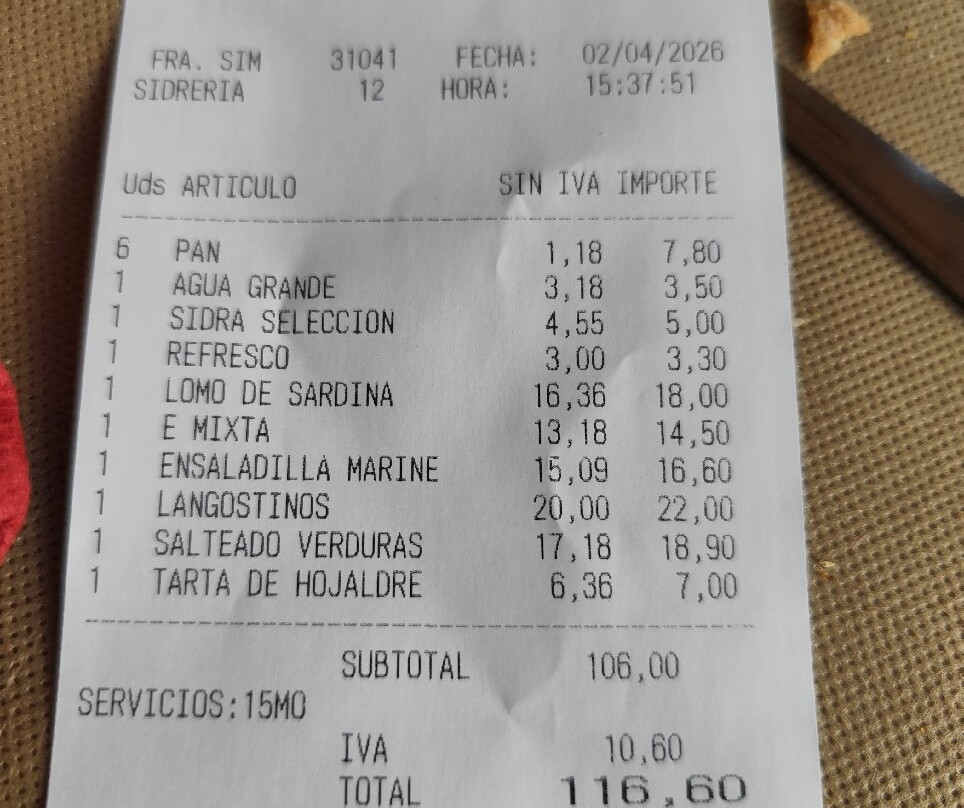 FRA. SIM 31041 FECHA: 02/04/2026
SIDRERIA 12 HORA: 15:37:51
Uds ARTICULO SIN IVA IMPORTE
6 PAN 1,18 7,80
1 AGUA GRANDE 3,18 3,50
1 SIDRA SELECCION 4,55 5,00
1 REFRESCO 3,00 3,30
1 LOMO DE SARDINA 16,36 18,00
1 E MIXTA 13,18 14,50
1 ENSALADILLA MARINE 15,09 16,60
1 LANGOSTINOS 20,00 22,00
1 SALTEADO VERDURAS 17,18 18,90
1 TARTA DE HOJALDRE 6,36 7,00
SUBTOTAL 106,00
SERVICIOS:15MO
IVA 10,60
TOTAL 116,60